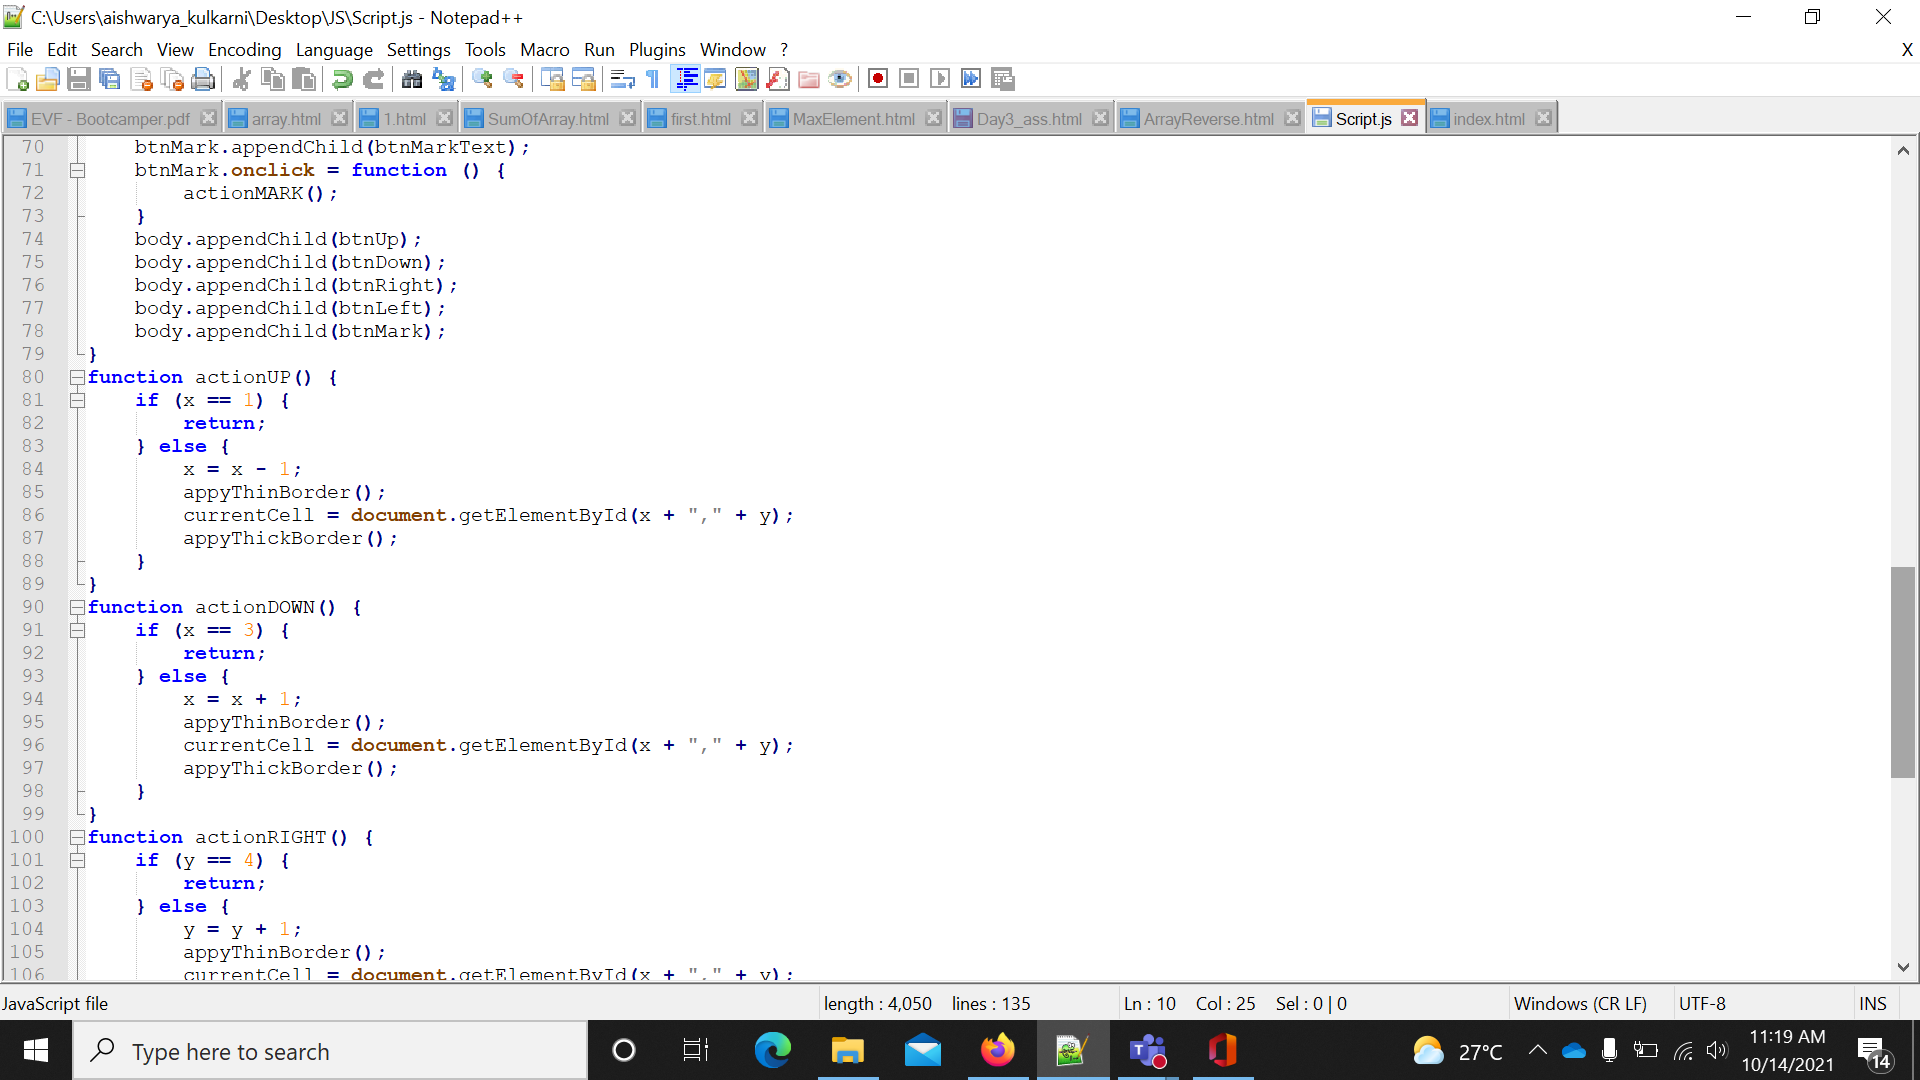 C:\Users\aishwarya_kulkarni\Desktop\JS\Script.js - Notepad++
File Edit Search View Encoding Language Settings Tools Macro Run Plugins Window ? X
EVF - Bootcamper.pdf array.html 1.html SumOfArray.html first.html MaxElement.html Day3_ass.html ArrayReverse.html Script.js index.html
70 btnMark.appendChild(btnMarkText);
71 btnMark.onclick = function () {
72 actionMARK();
73 }
74 body.appendChild(btnUp);
75 body.appendChild(btnDown);
76 body.appendChild(btnRight);
77 body.appendChild(btnLeft);
78 body.appendChild(btnMark);
79 }
80 function actionUP() {
81 if (x == 1) {
82 return;
83 } else {
84 x = x - 1;
85 appyThinBorder();
86 currentCell = document.getElementById(x + "," + y);
87 appyThickBorder();
88 }
89 }
90 function actionDOWN() {
91 if (x == 3) {
92 return;
93 } else {
94 x = x + 1;
95 appyThinBorder();
96 currentCell = document.getElementById(x + "," + y);
97 appyThickBorder();
98 }
99 }
100 function actionRIGHT() {
101 if (y == 4) {
102 return;
103 } else {
104 y = y + 1;
105 appyThinBorder();
106 currentCell = document.getElementById(x + "," + y);
JavaScript file length : 4,050 lines : 135 Ln : 10 Col : 25 Sel : 0 | 0 Windows (CR LF) UTF-8 INS
Type here to search 27°C 11:19 AM 10/14/2021 14